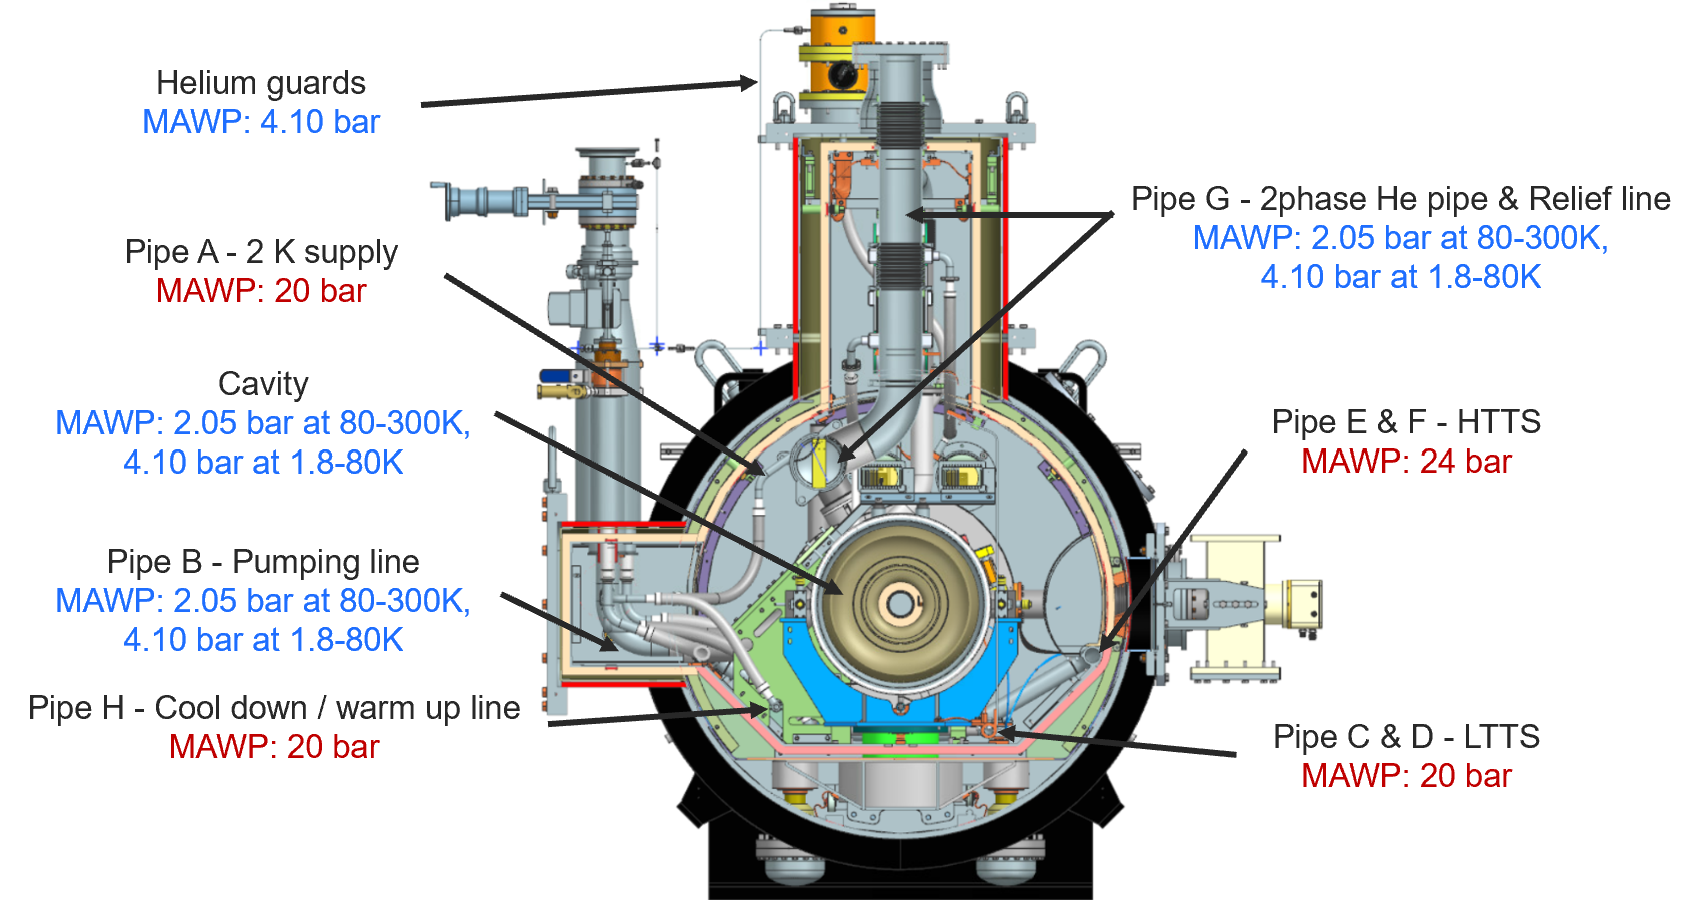 Helium guards
MAWP: 4.10 bar
Pipe A - 2 K supply
MAWP: 20 bar
Cavity
MAWP: 2.05 bar at 80-300K,
4.10 bar at 1.8-80K
Pipe B - Pumping line
MAWP: 2.05 bar at 80-300K,
4.10 bar at 1.8-80K
Pipe H - Cool down / warm up line
MAWP: 20 bar
Pipe G - 2phase He pipe & Relief line
MAWP: 2.05 bar at 80-300K,
4.10 bar at 1.8-80K
Pipe E & F - HTTS
MAWP: 24 bar
Pipe C & D - LTTS
MAWP: 20 bar